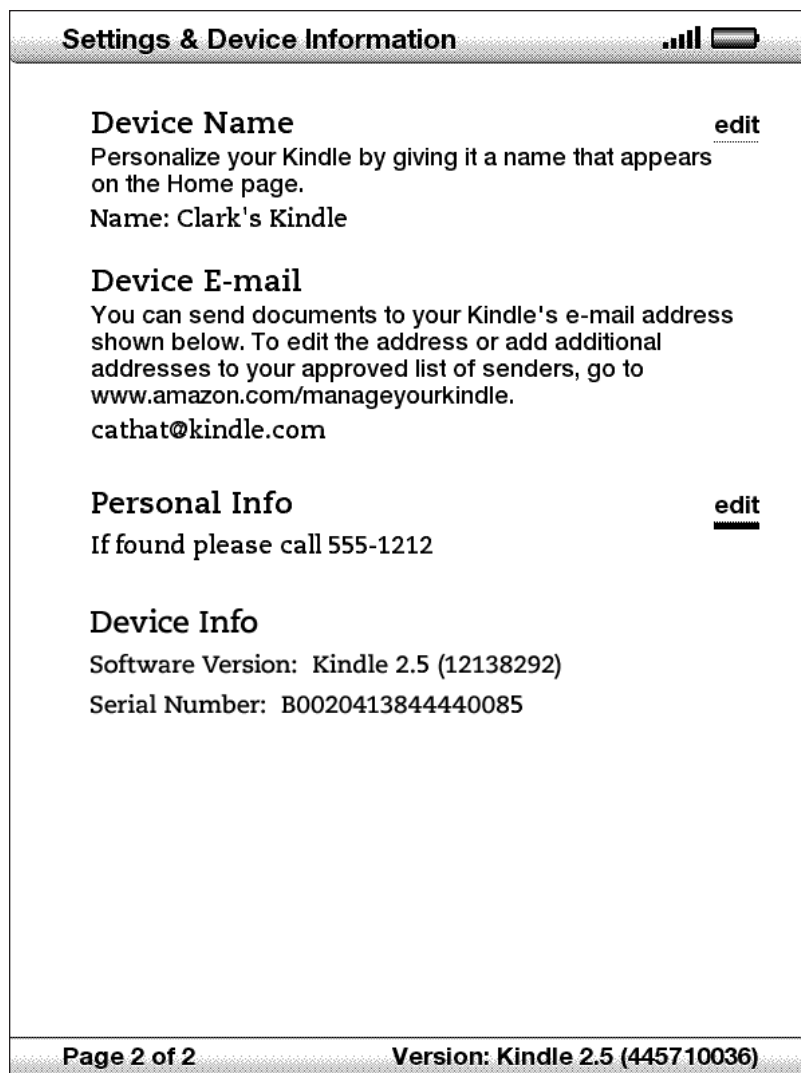 Settings & Device Information
Device Name
edit
Personalize your Kindle by giving it a name that appears
on the Home page.
Name: Clark's Kindle
Device E-mail
You can send documents to your Kindle's e-mail address
shown below. To edit the address or add additional
addresses to your approved list of senders, go to
www.amazon.com/manageyourkindle.
cathat@kindle.com
Personal Info
edit
If found please call 555-1212
Device Info
Software Version: Kindle 2.5 (12138292)
Serial Number: B0020413844440085
Page 2 of 2
Version: Kindle 2.5 (445710036)